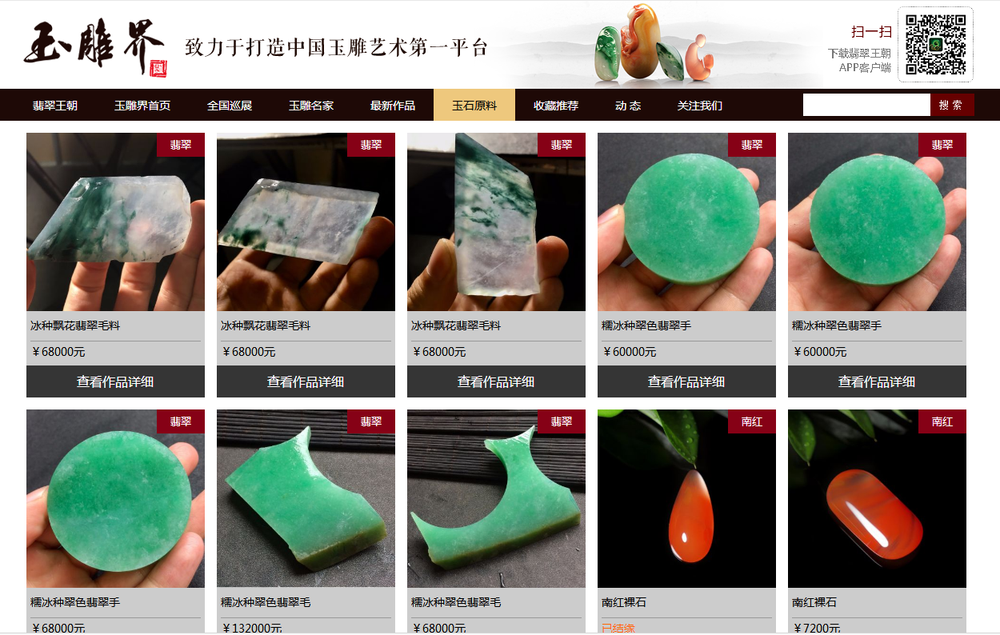 玉雕界
致力于打造中国玉雕艺术第一平台
扫一扫
下载翡翠王朝
APP客户端
翡翠王朝 玉雕界首页 全国巡展 玉雕名家 最新作品 玉石原料 收藏推荐 动 态 关注我们 搜 索
翡翠 翡翠 翡翠 翡翠 翡翠
冰种飘花翡翠毛料 冰种飘花翡翠毛料 冰种飘花翡翠毛料 糯冰种翠色翡翠手 糯冰种翠色翡翠手
￥68000元 ￥68000元 ￥68000元 ￥60000元 ￥60000元
查看作品详细 查看作品详细 查看作品详细 查看作品详细 查看作品详细
翡翠 翡翠 翡翠 南红 南红
糯冰种翠色翡翠手 糯冰种翠色翡翠毛 糯冰种翠色翡翠毛 南红裸石 南红裸石
￥68000元 ￥132000元 ￥68000元 已结缘 ￥7200元